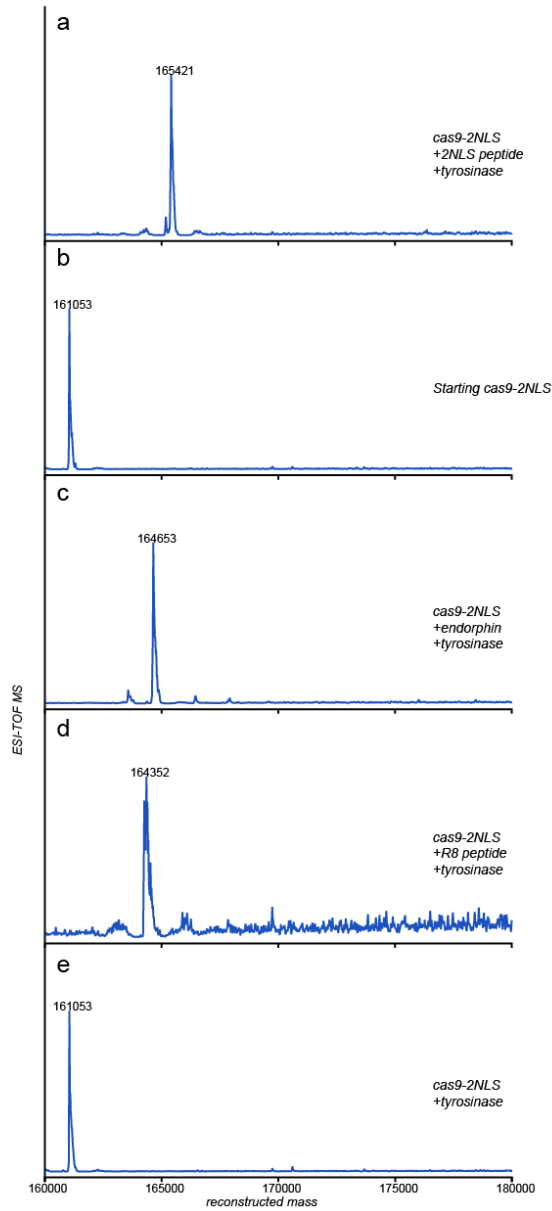 a
165421
cas9-2NLS
+2NLS peptide
+tyrosinase
b
161053
Starting cas9-2NLS
c
164653
cas9-2NLS
+endorphin
+tyrosinase
ESI-TOF MS
d
164352
cas9-2NLS
+R8 peptide
+tyrosinase
e
161053
cas9-2NLS
+tyrosinase
160000 165000 170000 175000 180000
reconstructed mass